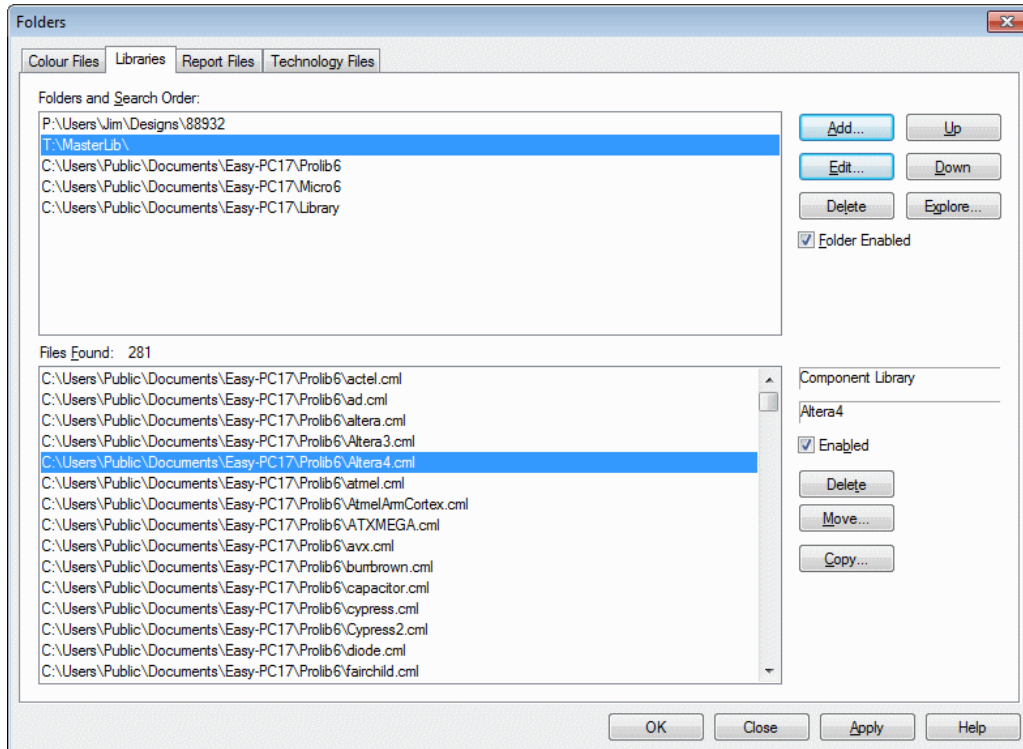 Folders
Colour Files Libraries Report Files Technology Files
Folders and Search Order:
P:\Users\Jim\Designs\88932
T:\MasterLib\
C:\Users\Public\Documents\Easy-PC17\Prolib6
C:\Users\Public\Documents\Easy-PC17\Micro6
C:\Users\Public\Documents\Easy-PC17\Library
Add... Up
Edit... Down
Delete Explore...
Folder Enabled
Files Found: 281
C:\Users\Public\Documents\Easy-PC17\Prolib6\actel.cml
C:\Users\Public\Documents\Easy-PC17\Prolib6\ad.cml
C:\Users\Public\Documents\Easy-PC17\Prolib6\altera.cml
C:\Users\Public\Documents\Easy-PC17\Prolib6\Altera3.cml
C:\Users\Public\Documents\Easy-PC17\Prolib6\Altera4.cml
C:\Users\Public\Documents\Easy-PC17\Prolib6\atmel.cml
C:\Users\Public\Documents\Easy-PC17\Prolib6\AtmelArmCortex.cml
C:\Users\Public\Documents\Easy-PC17\Prolib6\ATXMEGA.cml
C:\Users\Public\Documents\Easy-PC17\Prolib6\avx.cml
C:\Users\Public\Documents\Easy-PC17\Prolib6\burrbrown.cml
C:\Users\Public\Documents\Easy-PC17\Prolib6\capacitor.cml
C:\Users\Public\Documents\Easy-PC17\Prolib6\cypress.cml
C:\Users\Public\Documents\Easy-PC17\Prolib6\Cypress2.cml
C:\Users\Public\Documents\Easy-PC17\Prolib6\diode.cml
C:\Users\Public\Documents\Easy-PC17\Prolib6\fairchild.cml
Component Library
Altera4
Enabled
Delete
Move...
Copy...
OK Close Apply Help